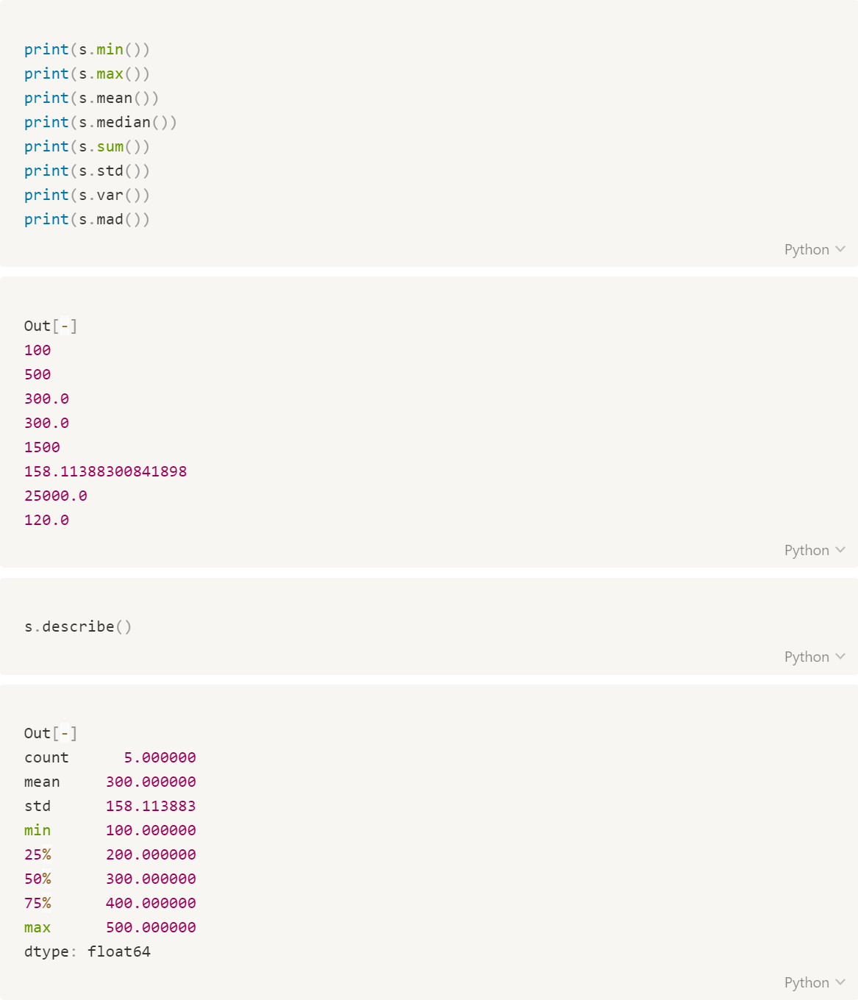 print(s.min())
print(s.max())
print(s.mean())
print(s.median())
print(s.sum())
print(s.std())
print(s.var())
print(s.mad())
Python
Out[-]
100
500
300.0
300.0
1500
158.11388300841898
25000.0
120.0
Python
s.describe()
Python
Out[-]
count      5.000000
mean     300.000000
std      158.113883
min      100.000000
25%      200.000000
50%      300.000000
75%      400.000000
max      500.000000
dtype: float64
Python